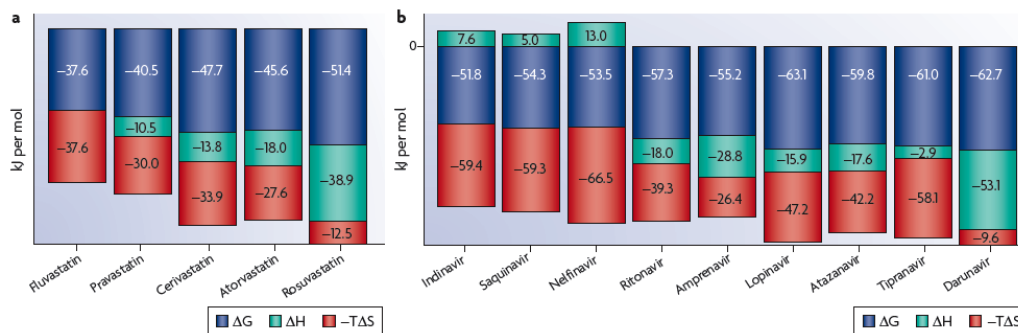 a
kJ per mol
−37.6
−37.6
−40.5
−10.5
−30.0
−47.7
−13.8
−33.9
−45.6
−18.0
−27.6
−51.4
−38.9
−12.5
Fluvastatin
Pravastatin
Cerivastatin
Atorvastatin
Rosuvastatin
ΔG ΔH −TΔS
b
0
kJ per mol
7.6
−51.8
−59.4
5.0
−54.3
−59.3
13.0
−53.5
−66.5
−57.3
−18.0
−39.3
−55.2
−28.8
−26.4
−63.1
−15.9
−47.2
−59.8
−17.6
−42.2
−61.0
−2.9
−58.1
−62.7
−53.1
−9.6
Indinavir
Saquinavir
Nelfinavir
Ritonavir
Amprenavir
Lopinavir
Atazanavir
Tipranavir
Darunavir
ΔG ΔH −TΔS